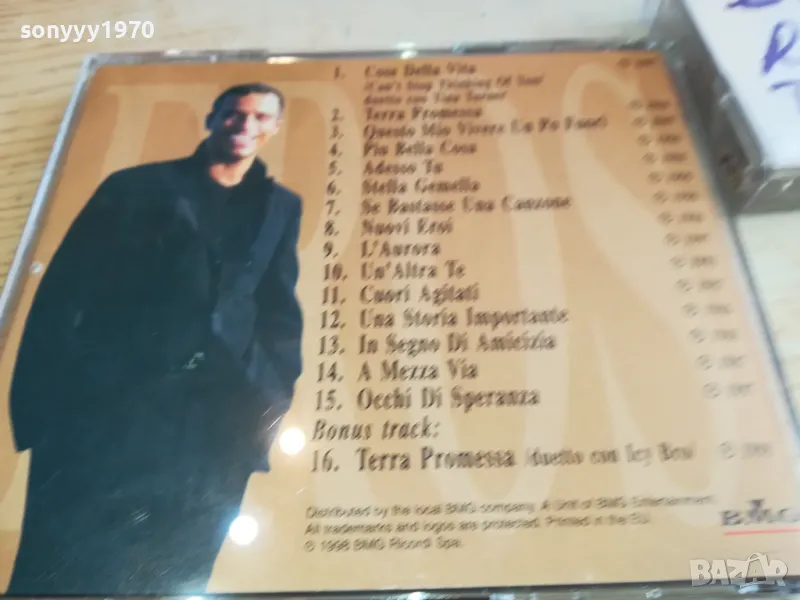 sonyyy1970
EROS
1. Cose Della Vita
(Can't Stop Thinking Of You)
duetto con Tina Turner
2. Terra Promessa
3. Questo Mio Vivere Un Po Fuori
4. Piu Bella Cosa
5. Adesso Tu
6. Stella Gemella
7. Se Bastasse Una Canzone
8. Nuovi Eroi
9. L'Aurora
10. Un'Altra Te
11. Cuori Agitati
12. Una Storia Importante
13. In Segno Di Amicizia
14. A Mezza Via
15. Occhi Di Speranza
Bonus track:
16. Terra Promessa (duetto con Icy Bro)
Distributed by the local BMG company. A Unit of BMG Entertainment.
All trademarks and logos are protected. Printed in the EU.
© 1998 BMG Ricordi Spa.
BMG
BAZAR